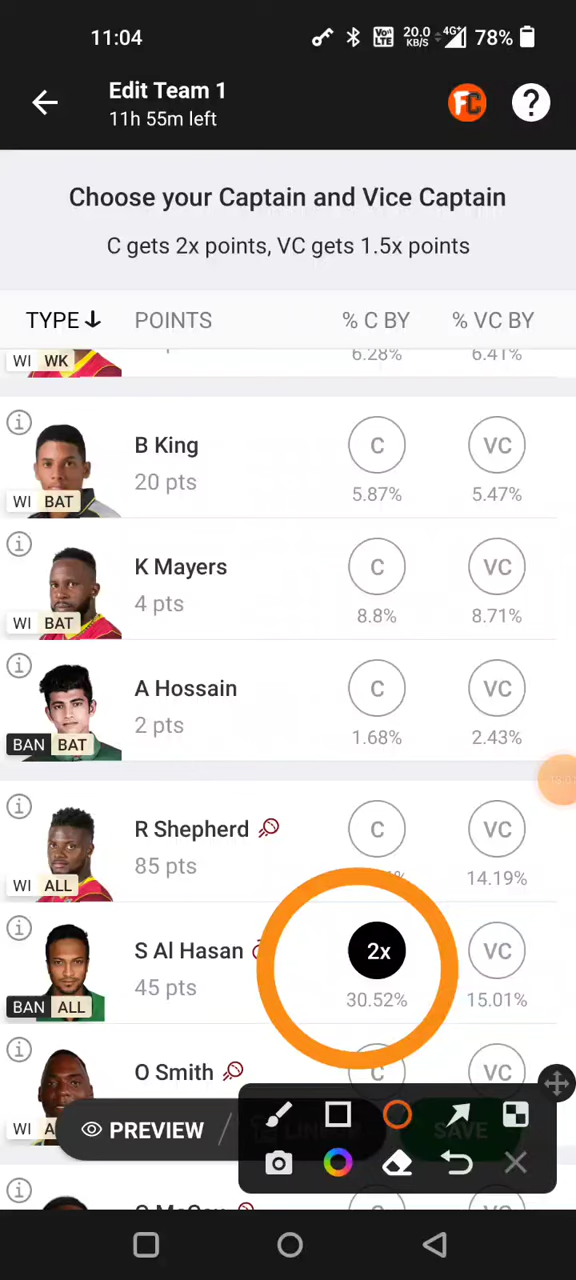 11:04 Vo) LTE 20.0 KB/S 4G+ 78%
Edit Team 1
11h 55m left
FC ?
Choose your Captain and Vice Captain
C gets 2x points, VC gets 1.5x points
TYPE POINTS % C BY % VC BY
WI WK 6.28% 6.41%
B King C VC
20 pts
WI BAT 5.87% 5.47%
K Mayers C VC
4 pts
WI BAT 8.8% 8.71%
A Hossain C VC
2 pts
BAN BAT 1.68% 2.43%
R Shepherd C VC
85 pts
WI ALL 14.19%
S Al Hasan 2x VC
45 pts
BAN ALL 30.52% 15.01%
O Smith C VC
WI
PREVIEW SAVE